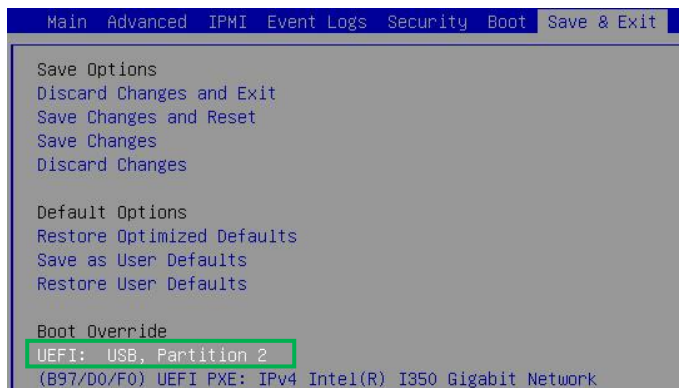 Main Advanced IPMI Event Logs Security Boot Save & Exit
Save Options
Discard Changes and Exit
Save Changes and Reset
Save Changes
Discard Changes
Default Options
Restore Optimized Defaults
Save as User Defaults
Restore User Defaults
Boot Override
UEFI: USB, Partition 2
(B97/D0/F0) UEFI PXE: IPv4 Intel(R) I350 Gigabit Network